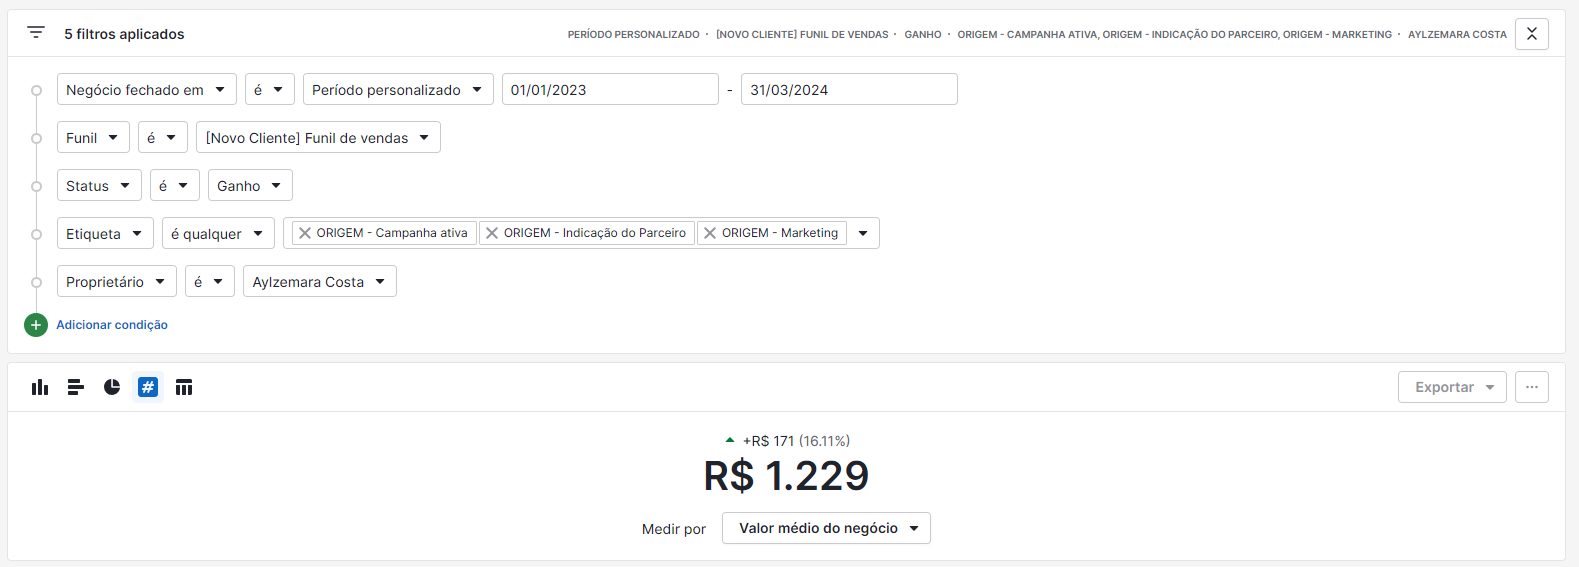 5 filtros aplicados
PERÍODO PERSONALIZADO · [NOVO CLIENTE] FUNIL DE VENDAS · GANHO · ORIGEM - CAMPANHA ATIVA, ORIGEM - INDICAÇÃO DO PARCEIRO, ORIGEM - MARKETING · AYLZEMARA COSTA
Negócio fechado em é Período personalizado 01/01/2023 - 31/03/2024
Funil é [Novo Cliente] Funil de vendas
Status é Ganho
Etiqueta é qualquer ORIGEM - Campanha ativa ORIGEM - Indicação do Parceiro ORIGEM - Marketing
Proprietário é Aylzemara Costa
Adicionar condição
# Exportar ...
+R$ 171 (16.11%)
R$ 1.229
Medir por Valor médio do negócio